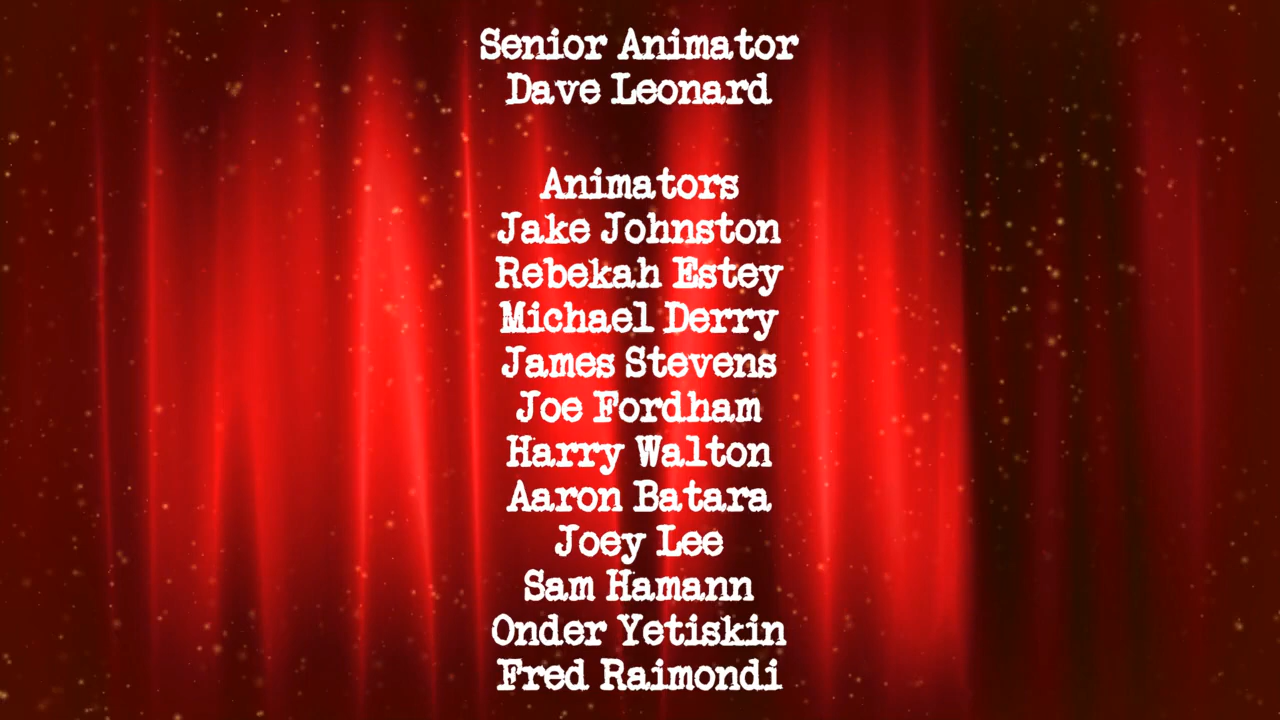 Senior Animator
Dave Leonard
Animators
Jake Johnston
Rebekah Estey
Michael Derry
James Stevens
Joe Fordham
Harry Walton
Aaron Batara
Joey Lee
Sam Hamann
Onder Yetiskin
Fred Raimondi